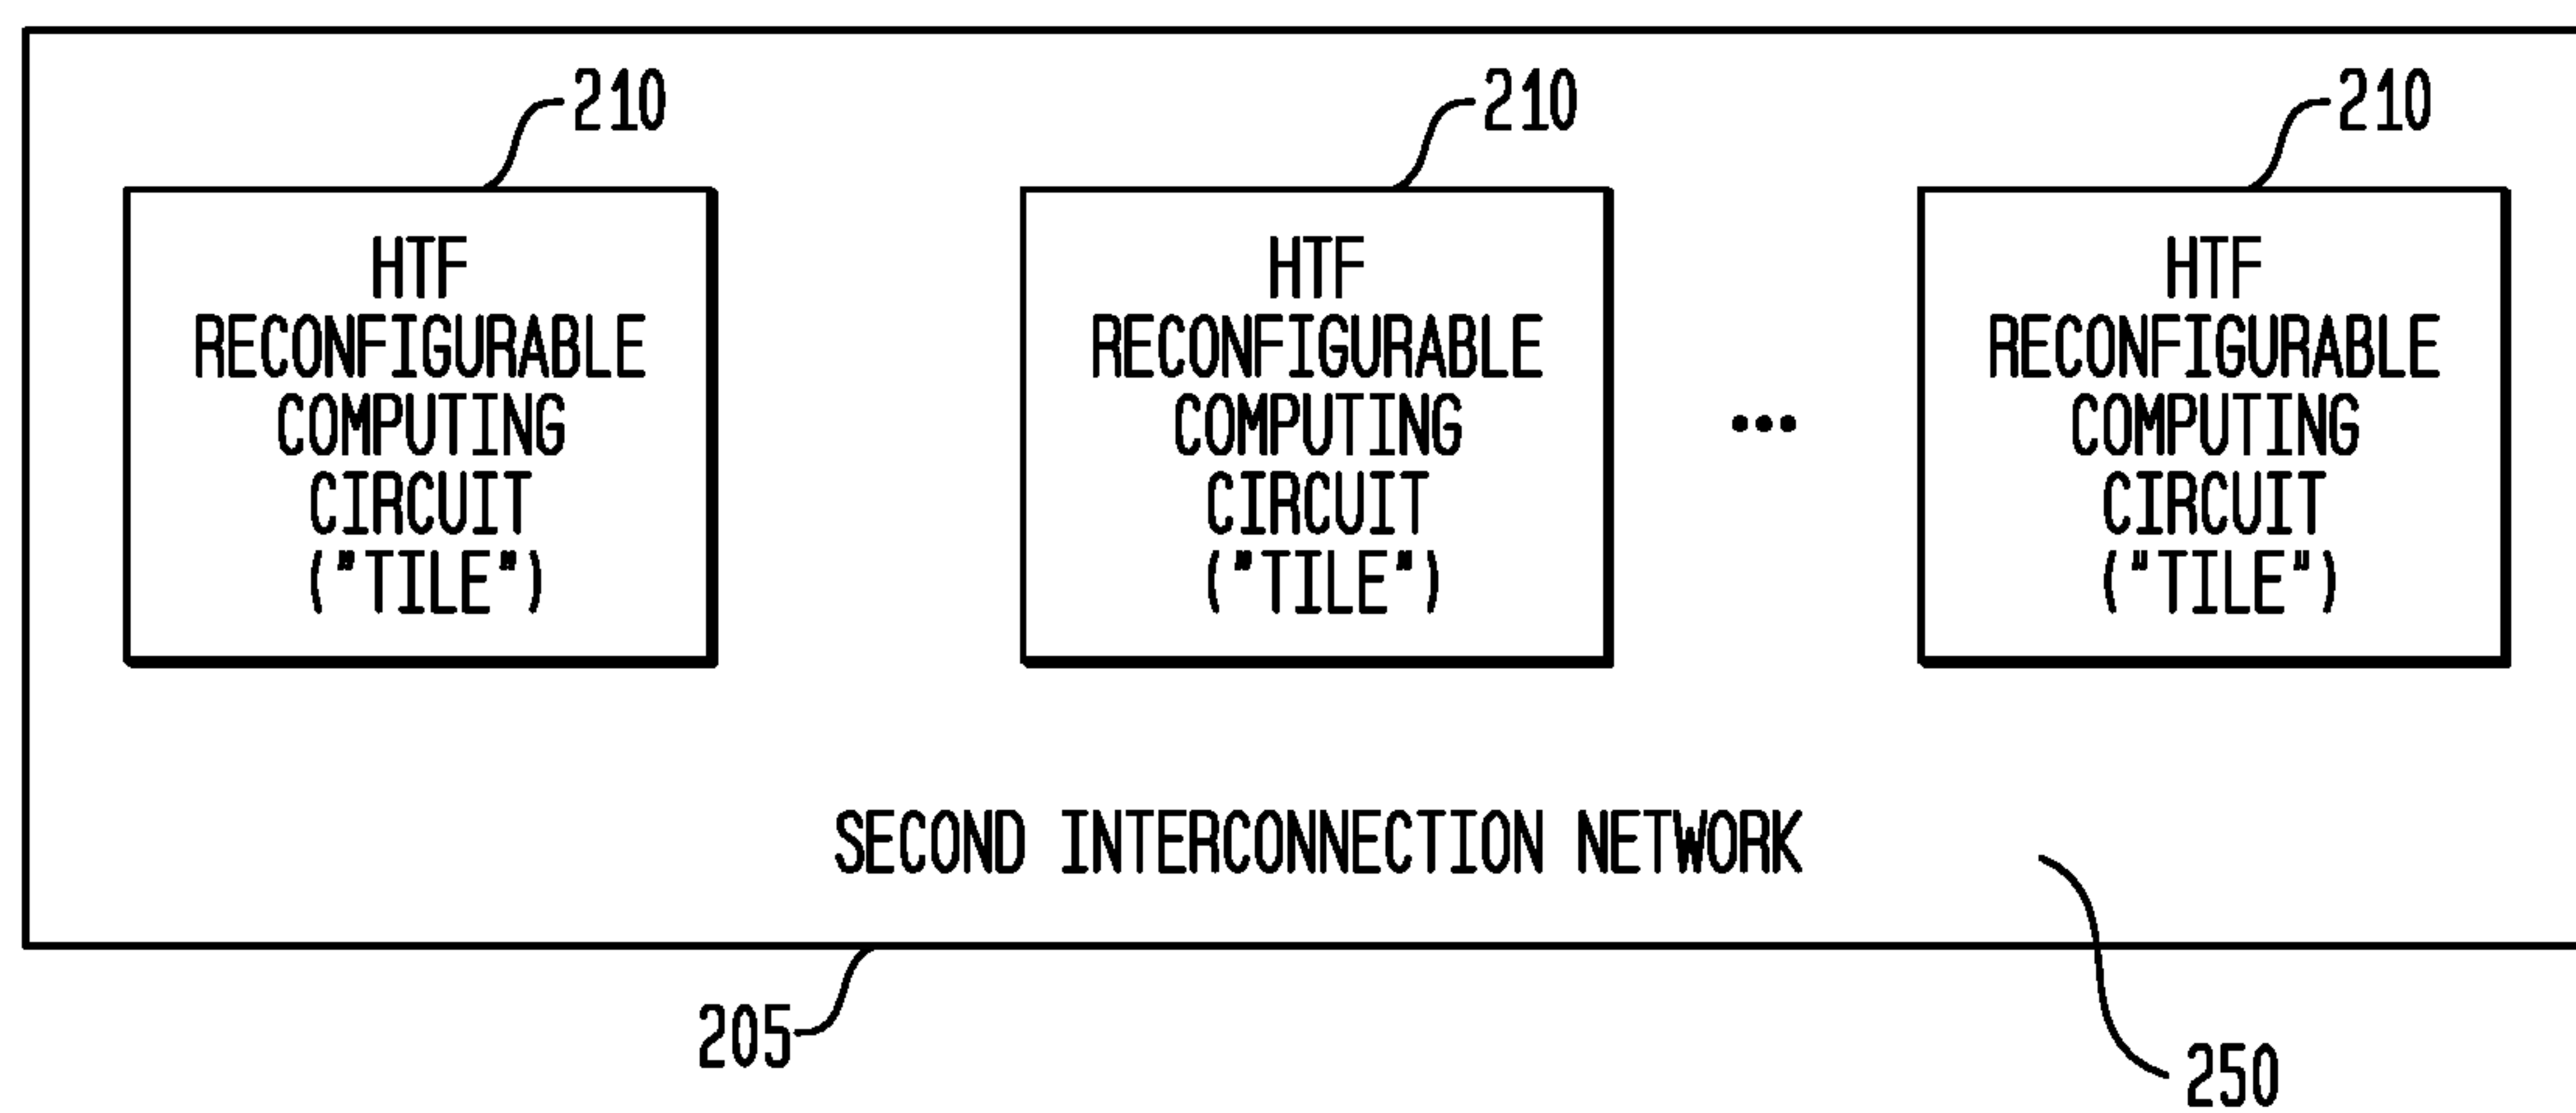 210
210
210
HTF
RECONFIGURABLE
COMPUTING
CIRCUIT
("TILE")
HTF
RECONFIGURABLE
COMPUTING
CIRCUIT
("TILE")
...
HTF
RECONFIGURABLE
COMPUTING
CIRCUIT
("TILE")
SECOND INTERCONNECTION NETWORK
205
250